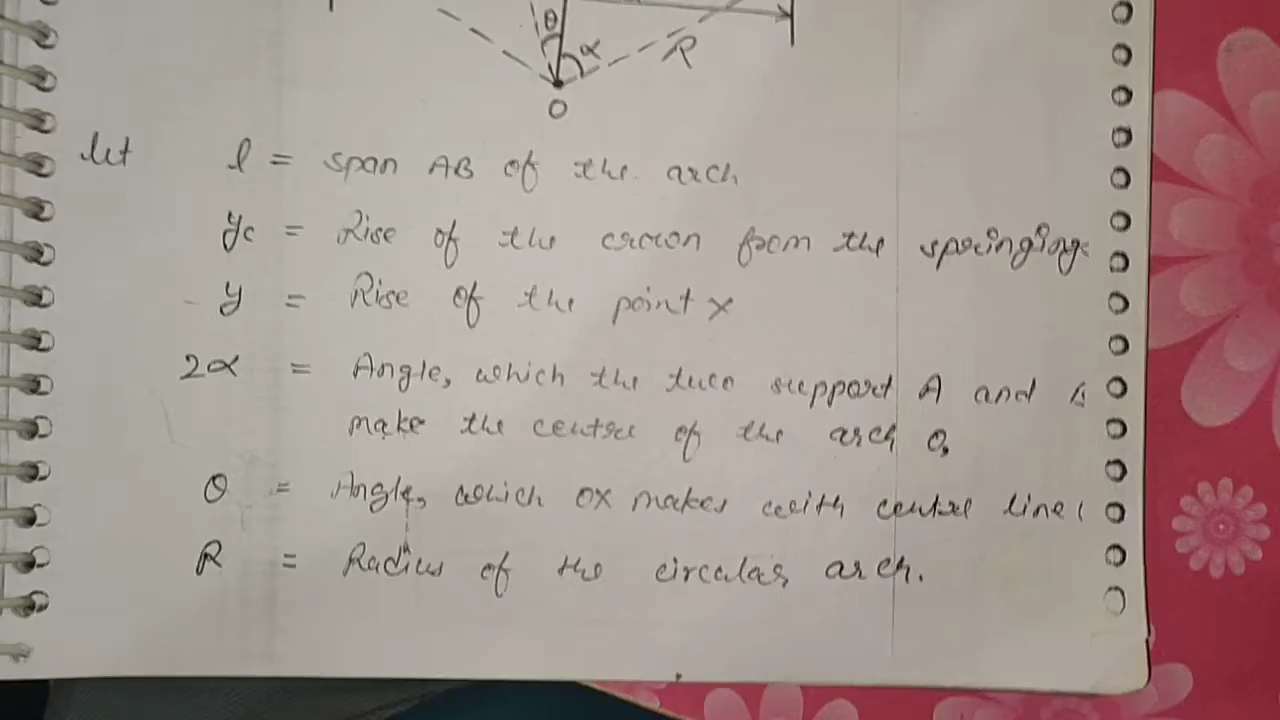 θ
α
R
O
let l = span AB of the arch
yc = Rise of the crown from the springings
y = Rise of the point x
2α = Angle, which the two support A and
make the centre of the arch O,
θ = Angle, which OX makes with centre line
R = Radius of the circular arch.